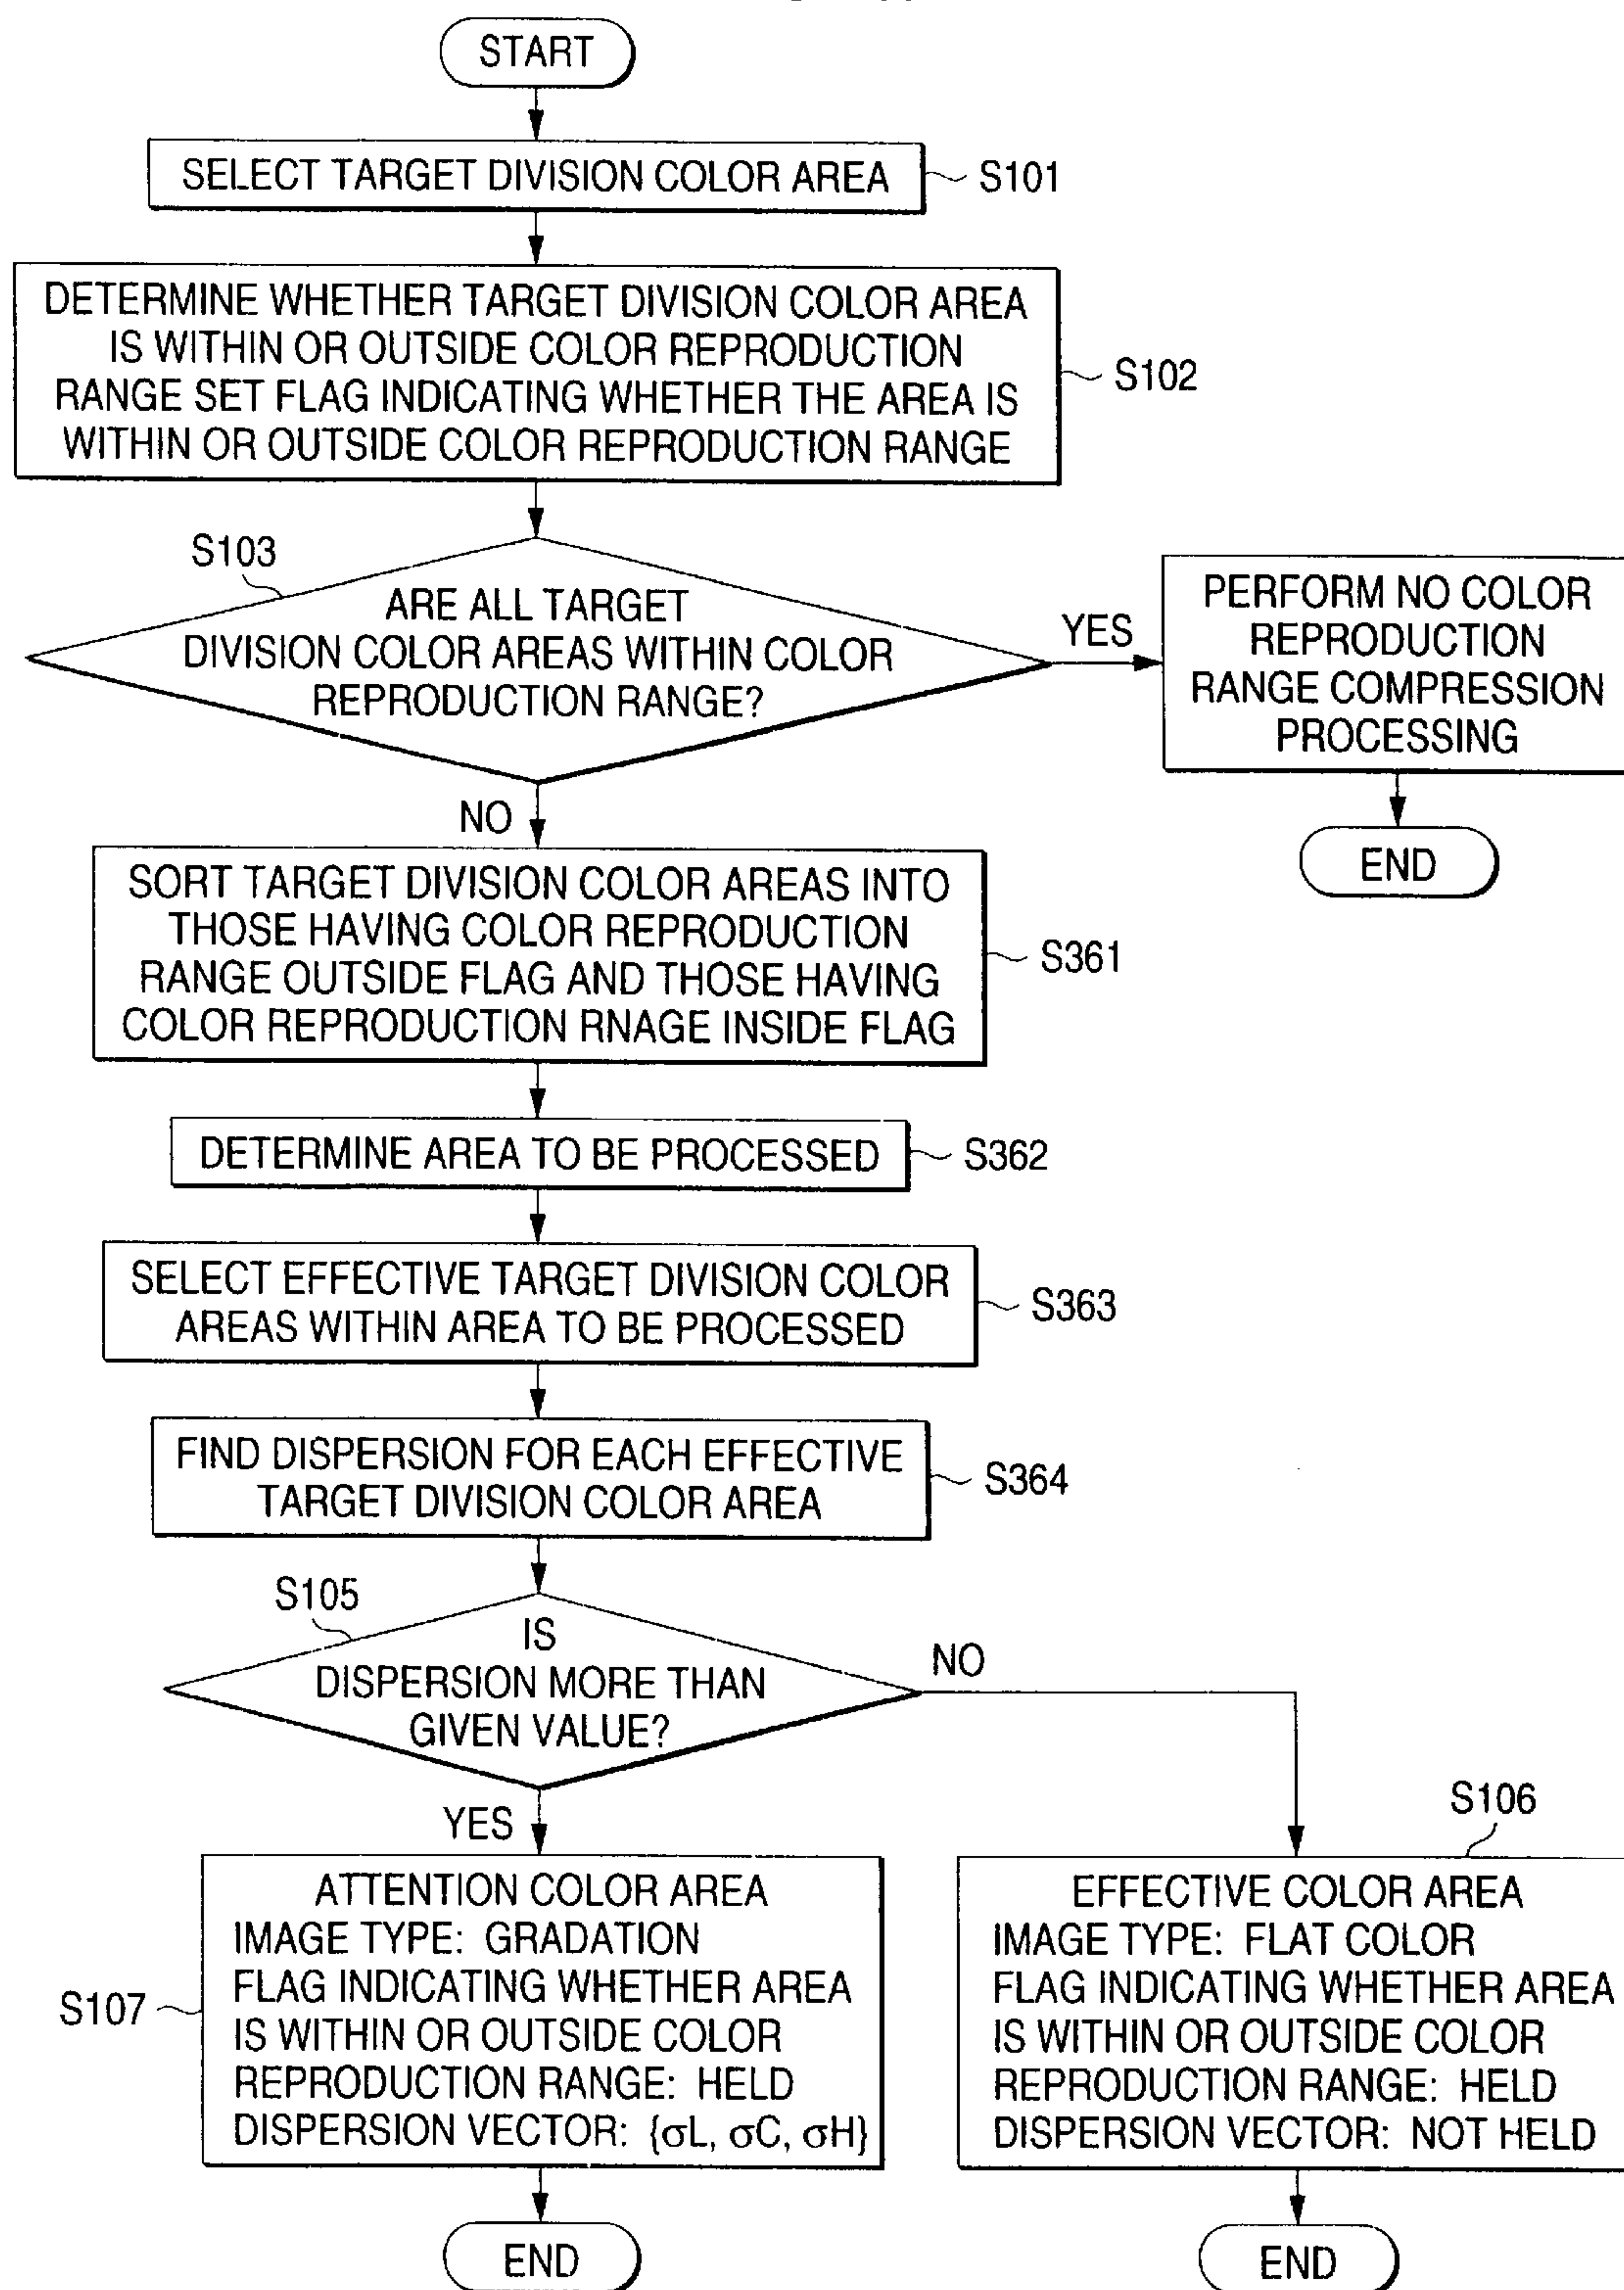 START
SELECT TARGET DIVISION COLOR AREA
S101
DETERMINE WHETHER TARGET DIVISION COLOR AREA
IS WITHIN OR OUTSIDE COLOR REPRODUCTION
RANGE SET FLAG INDICATING WHETHER THE AREA IS
WITHIN OR OUTSIDE COLOR REPRODUCTION RANGE
S102
S103
ARE ALL TARGET
DIVISION COLOR AREAS WITHIN COLOR
REPRODUCTION RANGE?
YES
PERFORM NO COLOR
REPRODUCTION
RANGE COMPRESSION
PROCESSING
END
NO
SORT TARGET DIVISION COLOR AREAS INTO
THOSE HAVING COLOR REPRODUCTION
RANGE OUTSIDE FLAG AND THOSE HAVING
COLOR REPRODUCTION RNAGE INSIDE FLAG
S361
DETERMINE AREA TO BE PROCESSED
S362
SELECT EFFECTIVE TARGET DIVISION COLOR
AREAS WITHIN AREA TO BE PROCESSED
S363
FIND DISPERSION FOR EACH EFFECTIVE
TARGET DIVISION COLOR AREA
S364
S105
IS
DISPERSION MORE THAN
GIVEN VALUE?
NO
YES
S107
ATTENTION COLOR AREA
IMAGE TYPE: GRADATION
FLAG INDICATING WHETHER AREA
IS WITHIN OR OUTSIDE COLOR
REPRODUCTION RANGE: HELD
DISPERSION VECTOR: {σL, σC, σH}
END
S106
EFFECTIVE COLOR AREA
IMAGE TYPE: FLAT COLOR
FLAG INDICATING WHETHER AREA
IS WITHIN OR OUTSIDE COLOR
REPRODUCTION RANGE: HELD
DISPERSION VECTOR: NOT HELD
END